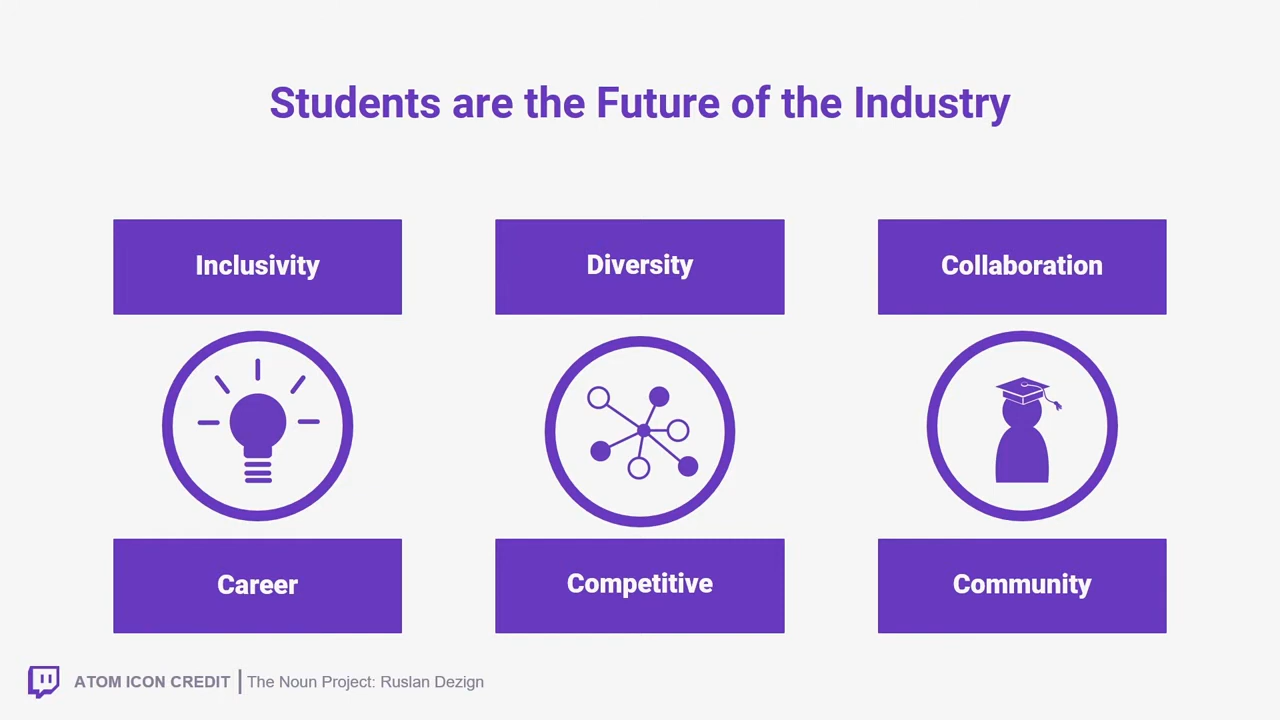 Students are the Future of the Industry
Inclusivity
Diversity
Collaboration
Career
Competitive
Community
ATOM ICON CREDIT | The Noun Project: Ruslan Dezign